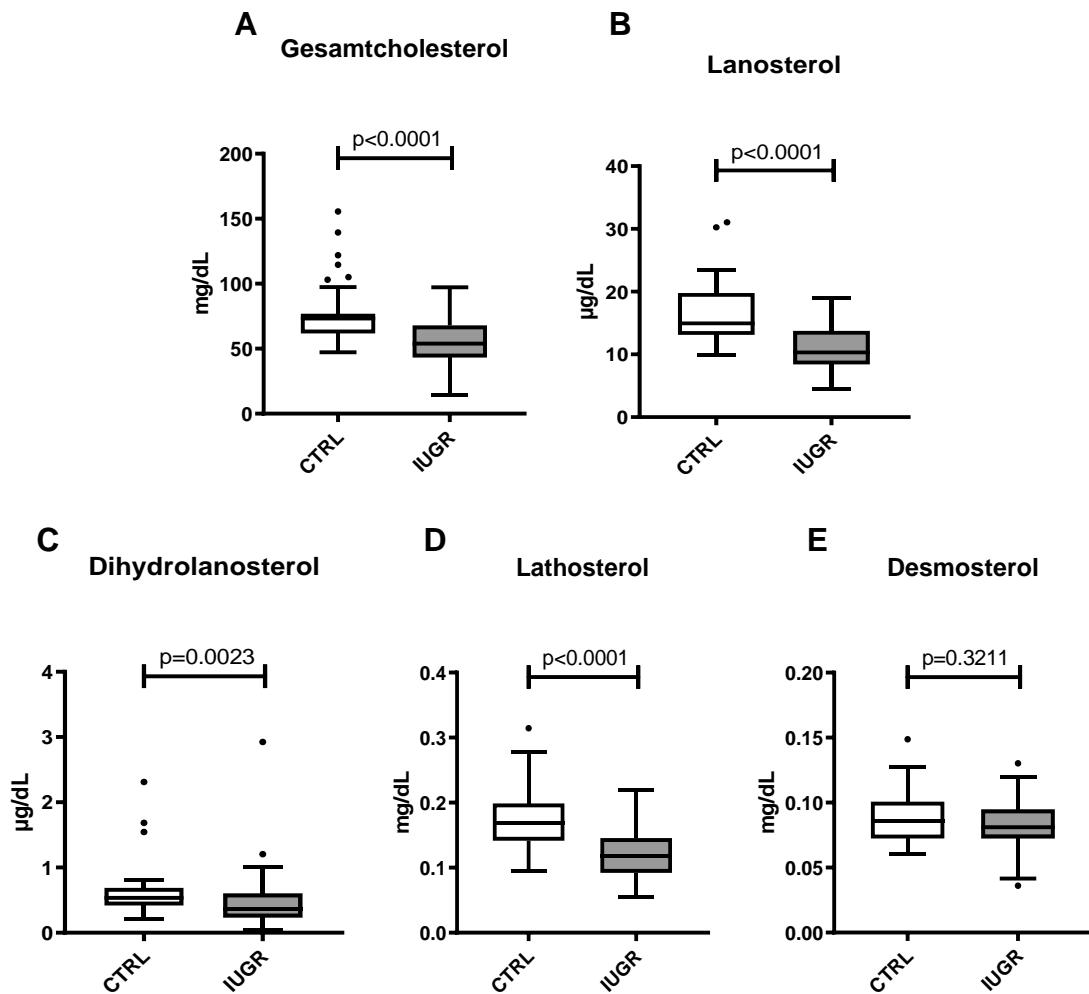 A
Gesamtcholesterol
p<0.0001
200
150
100
50
0
mg/dL
CTRL
IUGR
B
Lanosterol
p<0.0001
40
30
20
10
0
µg/dL
CTRL
IUGR
C
Dihydrolanosterol
p=0.0023
4
3
2
1
0
µg/dL
CTRL
IUGR
D
Lathosterol
p<0.0001
0.4
0.3
0.2
0.1
0.0
mg/dL
CTRL
IUGR
E
Desmosterol
p=0.3211
0.20
0.15
0.10
0.05
0.00
mg/dL
CTRL
IUGR